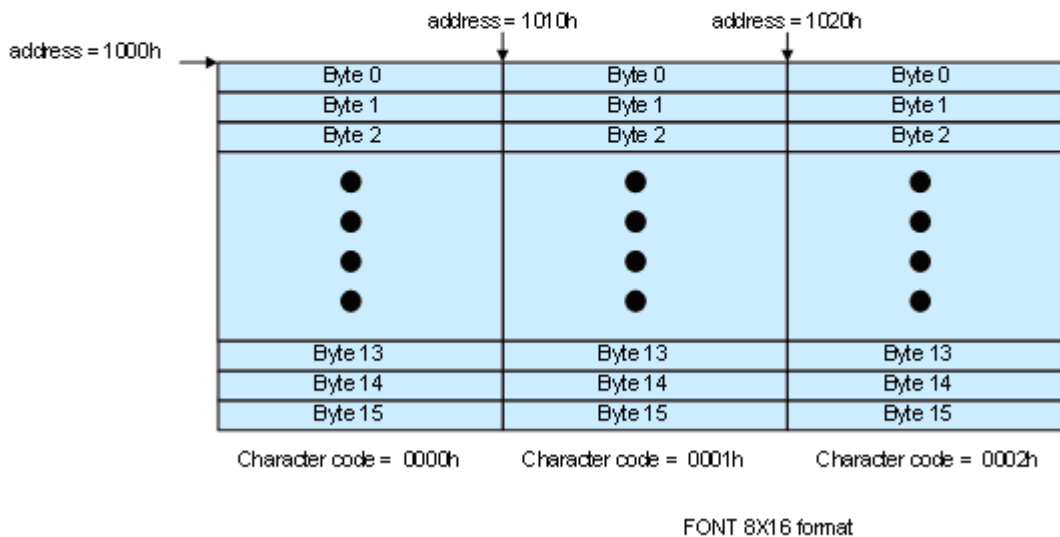 address = 1010h address = 1020h
address = 1000h
Byte 0 Byte 0 Byte 0
Byte 1 Byte 1 Byte 1
Byte 2 Byte 2 Byte 2
Byte 13 Byte 13 Byte 13
Byte 14 Byte 14 Byte 14
Byte 15 Byte 15 Byte 15
Character code = 0000h Character code = 0001h Character code = 0002h
FONT 8X16 format